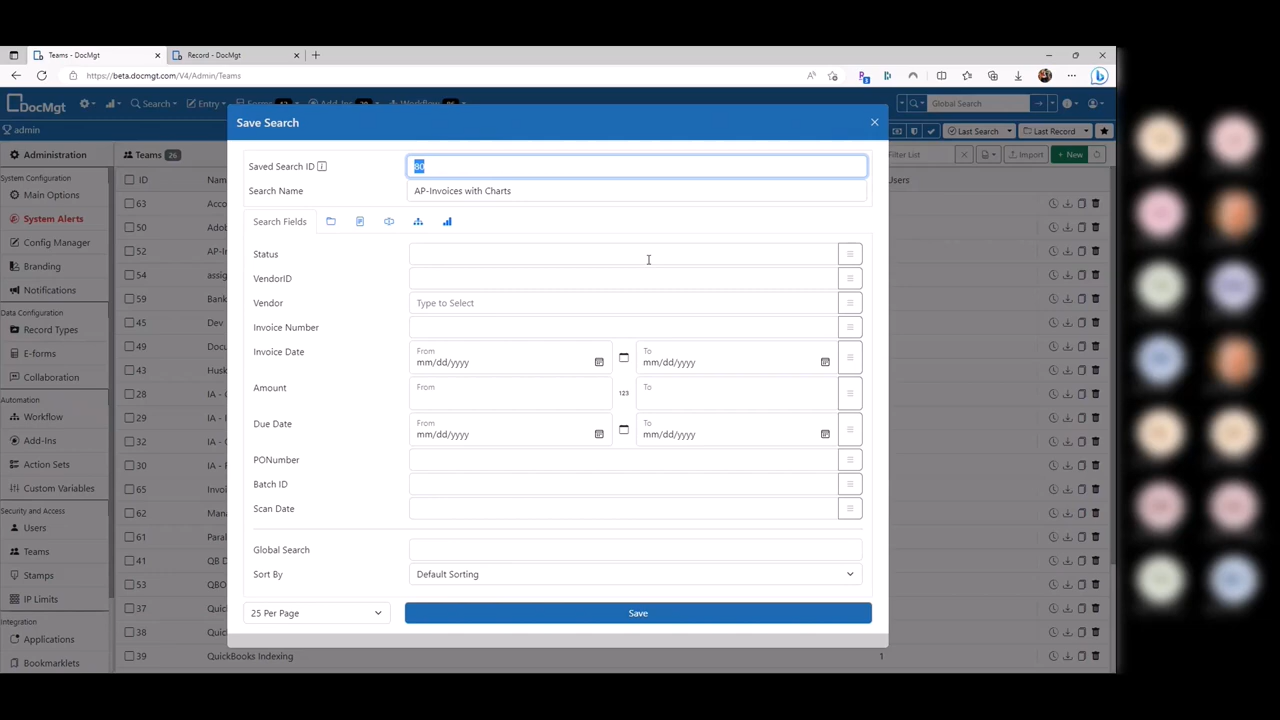 Teams - DocMgt
Record - DocMgt
https://beta.docmgt.com/V4/Admin/Teams
DocMgt
Search
Entry
Global Search
admin
Last Search
Last Record
Administration
Teams 26
Filter List
Import
+ New
Save Search
System Configuration
Main Options
System Alerts
Config Manager
Branding
Notifications
Data Configuration
Record Types
E-forms
Collaboration
Automation
Workflow
Add-Ins
Action Sets
Custom Variables
Security and Access
Users
Teams
Stamps
IP Limits
Integration
Applications
Bookmarklets
ID
63
50
52
54
59
45
49
43
28
29
32
30
65
62
61
41
53
37
38
39
QuickBooks Indexing
1
Saved Search ID
80
Search Name
AP-Invoices with Charts
Search Fields
Status
VendorID
Vendor
Type to Select
Invoice Number
Invoice Date
From
mm/dd/yyyy
To
mm/dd/yyyy
Amount
From
123
To
Due Date
From
mm/dd/yyyy
To
mm/dd/yyyy
PONumber
Batch ID
Scan Date
Global Search
Sort By
Default Sorting
25 Per Page
Save